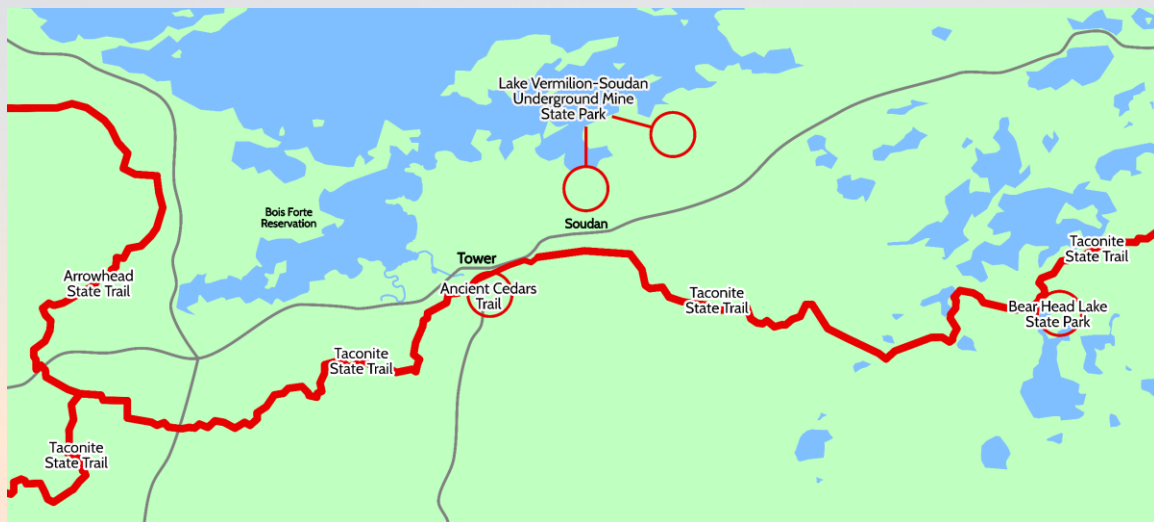 Lake Vermilion-Soudan
Underground Mine
State Park
Bois Forte
Reservation
Soudan
Tower
Taconite
State Trail
Arrowhead
State Trail
Ancient Cedars
Trail
Taconite
State Trail
Bear Head Lake
State Park
Taconite
State Trail
Taconite
State Trail